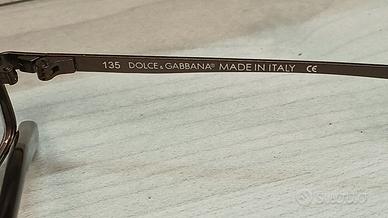 135 DOLCE & GABBANA® MADE IN ITALY CE
SUBITO